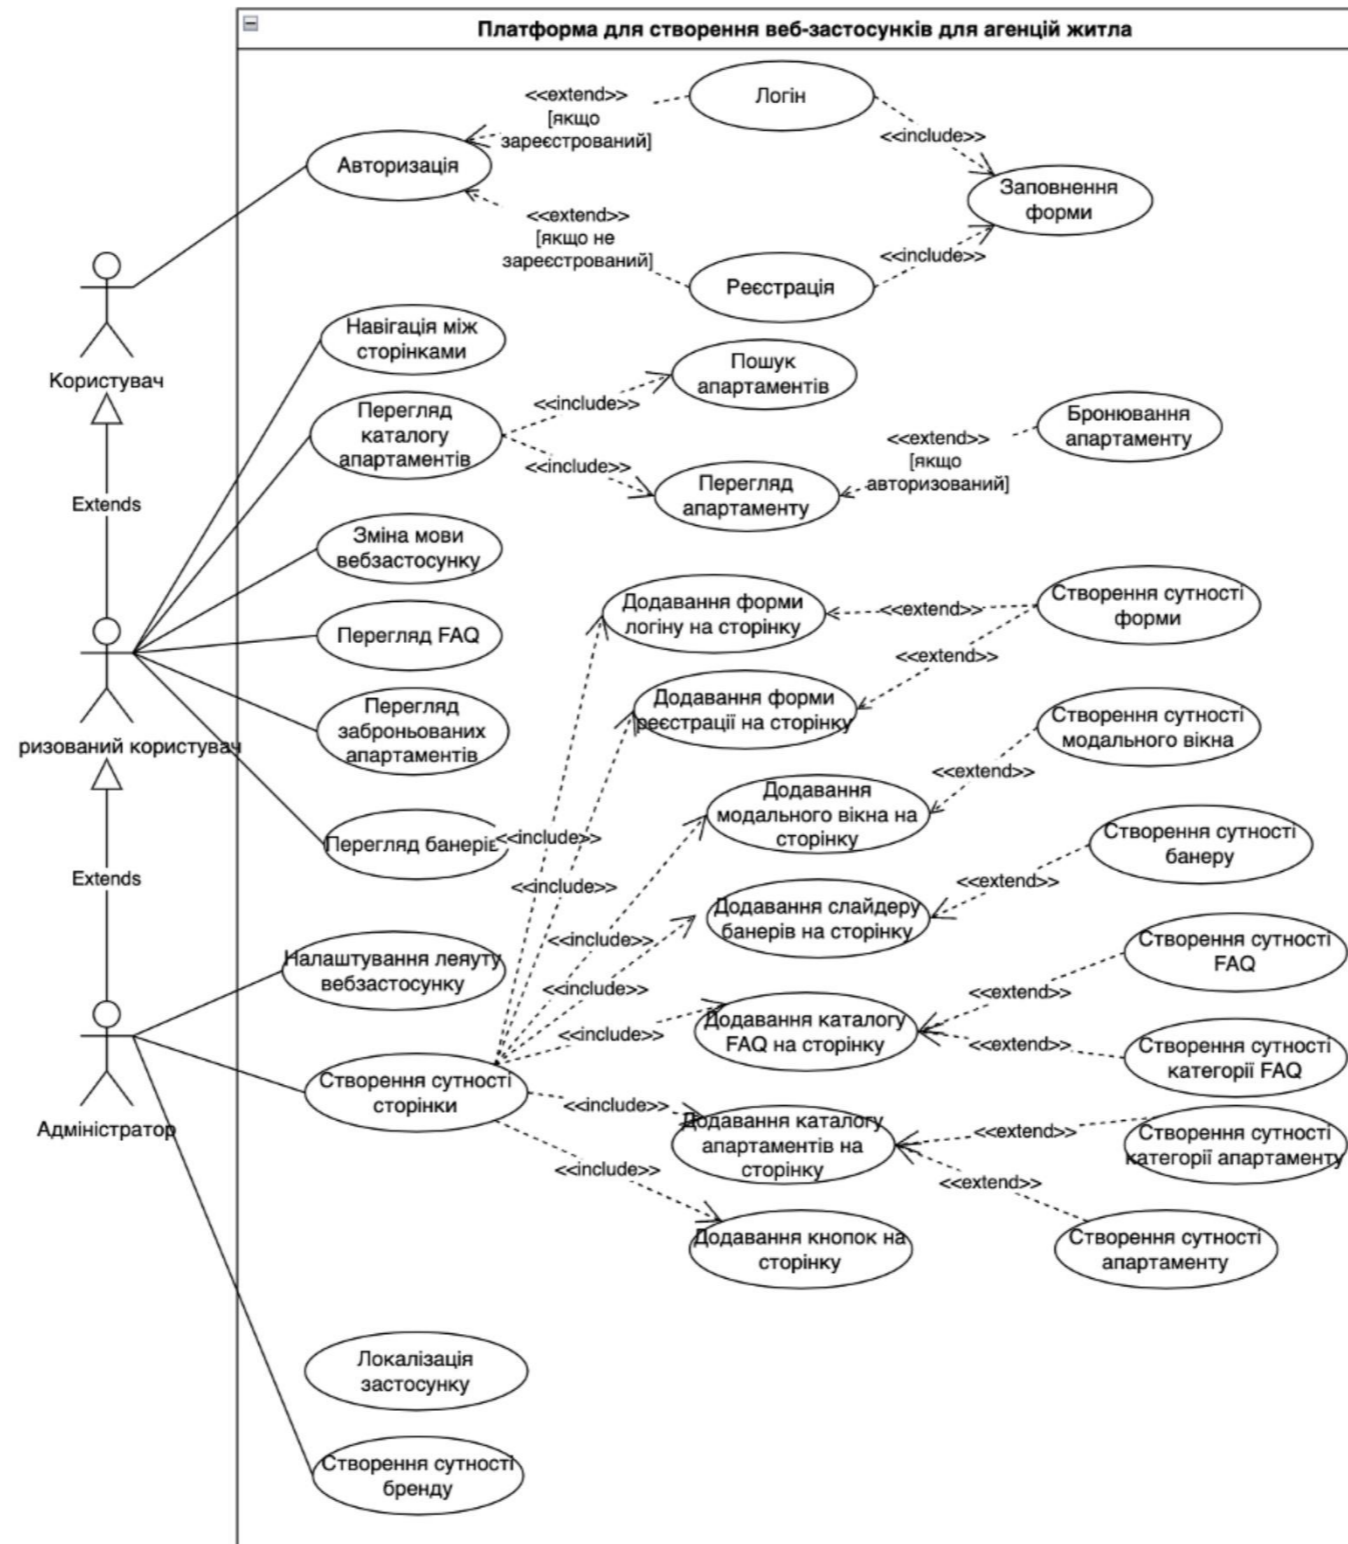 Платформа для створення веб-застосунків для агенцій житла
<<extend>>
[якщо
зареєстрований]
Логін
<<include>>
Авторизація
Заповнення
форми
<<extend>>
[якщо не
зареєстрований]
<<include>>
Реєстрація
Користувач
Навігація між
сторінками
Пошук
апартаментів
<<include>>
Перегляд
каталогу
апартаментів
Бронювання
апартаменту
<<extend>>
[якщо
авторизований]
<<include>>
Перегляд
апартаменту
Extends
Зміна мови
вебзастосунку
Додавання форми
логіну на сторінку
<<extend>>
Створення сутності
форми
Перегляд FAQ
<<extend>>
Додавання форми
реєстрації на сторінку
Перегляд
заброньованих
апартаментів
Створення сутності
модального вікна
ризований користувач
<<extend>>
Додавання
модального вікна на
сторінку
Перегляд банерів
<<include>>
Створення сутності
банеру
Extends
<<include>>
<<extend>>
Додавання слайдеру
банерів на сторінку
<<include>>
Створення сутності
FAQ
Налаштування леяуту
вебзастосунку
<<include>>
<<extend>>
Додавання каталогу
FAQ на сторінку
<<include>>
<<extend>>
Створення сутності
категорії FAQ
Створення сутності
сторінки
<<include>>
Адміністратор
Додавання каталогу
апартаментів на
сторінку
<<extend>>
Створення сутності
категорії апартаменту
<<include>>
<<extend>>
Додавання кнопок на
сторінку
Створення сутності
апартаменту
Локалізація
застосунку
Створення сутності
бренду